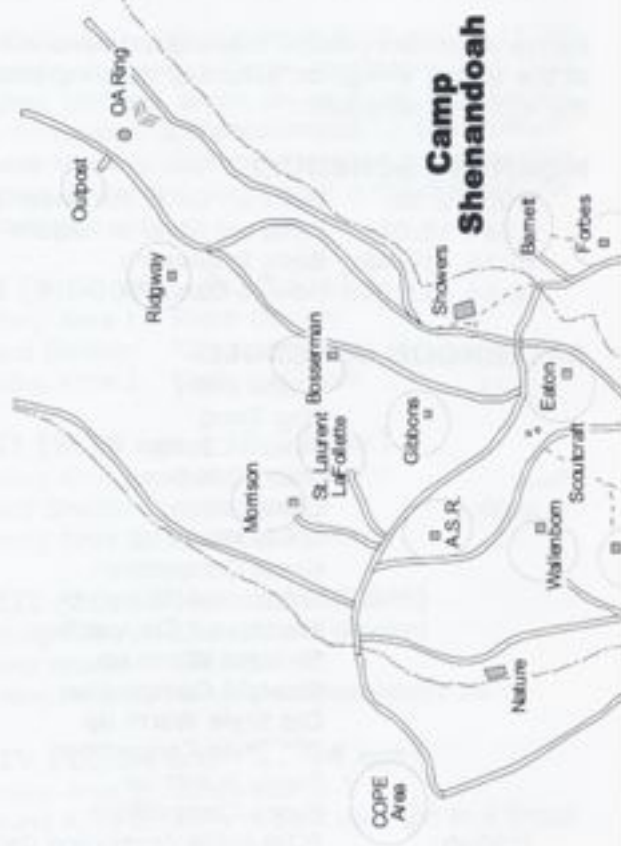 Camp
Shenandoah
OA Ring
Outpost
Ridgway
Showers
Barnett
Forbes
Bosserman
Eaton
Gibbons
Scoutcraft
St. Laurent
LaFollette
Morrison
A.S.R.
Wallenborn
Nature
COPE
Area